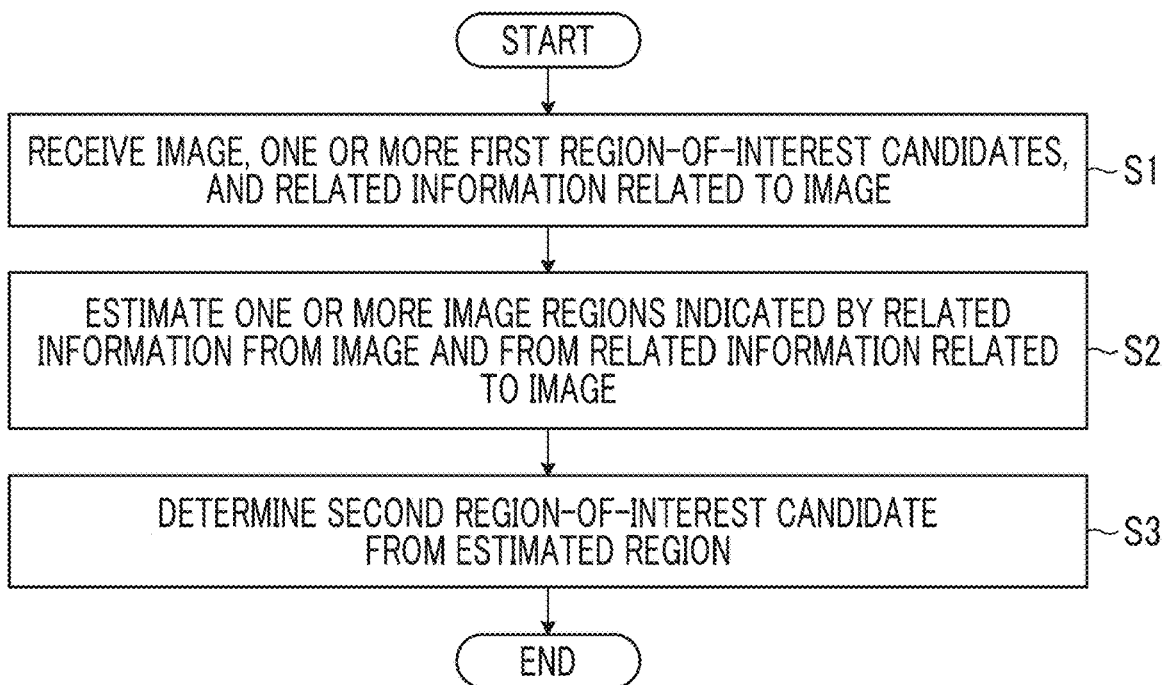 START
RECEIVE IMAGE, ONE OR MORE FIRST REGION-OF-INTEREST CANDIDATES,
AND RELATED INFORMATION RELATED TO IMAGE
S1
ESTIMATE ONE OR MORE IMAGE REGIONS INDICATED BY RELATED
INFORMATION FROM IMAGE AND FROM RELATED INFORMATION RELATED
TO IMAGE
S2
DETERMINE SECOND REGION-OF-INTEREST CANDIDATE
FROM ESTIMATED REGION
S3
END